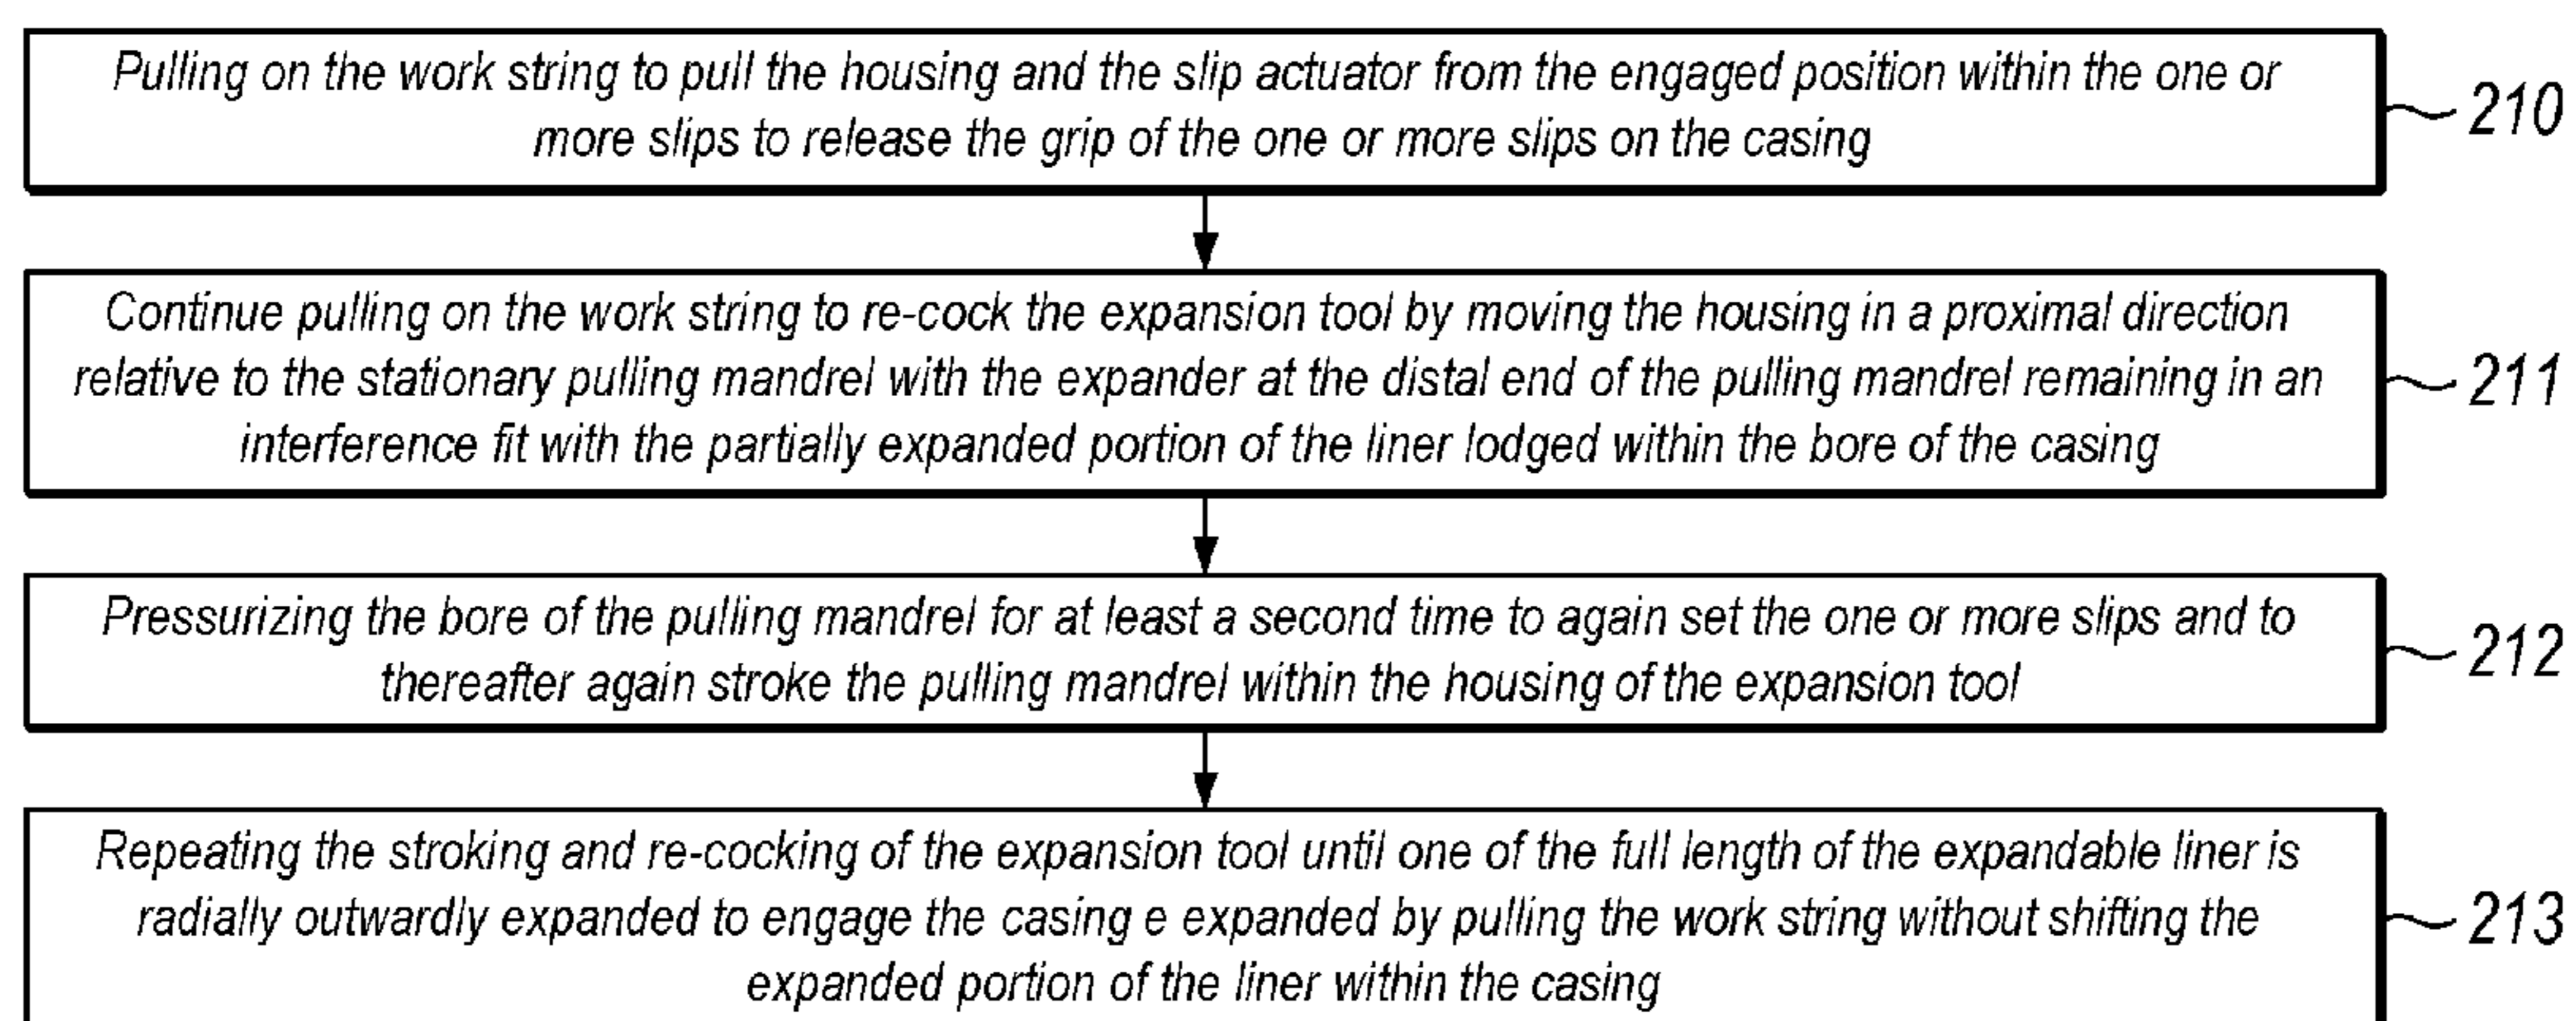 Pulling on the work string to pull the housing and the slip actuator from the engaged position within the one or
more slips to release the grip of the one or more slips on the casing
210
Continue pulling on the work string to re-cock the expansion tool by moving the housing in a proximal direction
relative to the stationary pulling mandrel with the expander at the distal end of the pulling mandrel remaining in an
interference fit with the partially expanded portion of the liner lodged within the bore of the casing
211
Pressurizing the bore of the pulling mandrel for at least a second time to again set the one or more slips and to
thereafter again stroke the pulling mandrel within the housing of the expansion tool
212
Repeating the stroking and re-cocking of the expansion tool until one of the full length of the expandable liner is
radially outwardly expanded to engage the casing e expanded by pulling the work string without shifting the
expanded portion of the liner within the casing
213